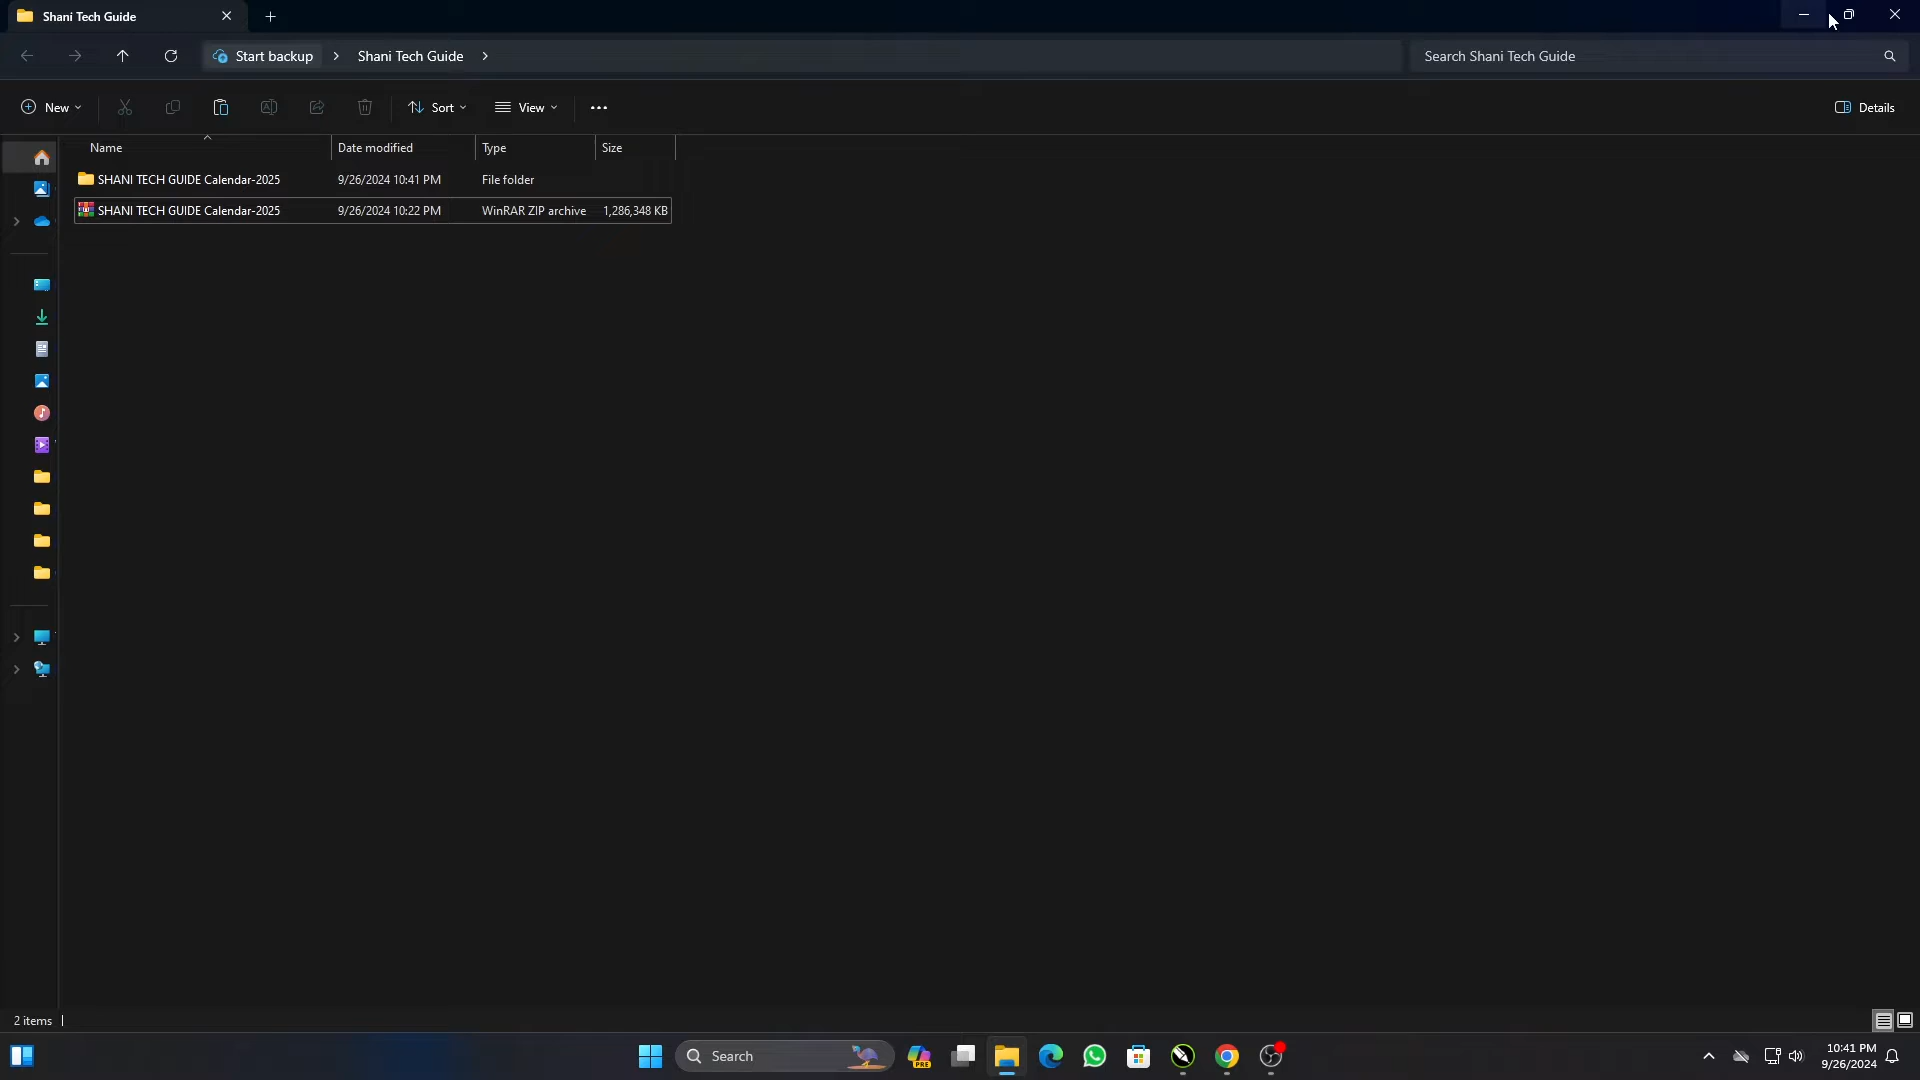 Shani Tech Guide
Start backup > Shani Tech Guide >
Search Shani Tech Guide
New
Sort
View
Details
Name Date modified Type Size
SHANI TECH GUIDE Calendar-2025 9/26/2024 10:41 PM File folder
SHANI TECH GUIDE Calendar-2025 9/26/2024 10:22 PM WinRAR ZIP archive 1,286,348 KB
2 items
Search
PRE
10:41 PM
9/26/2024